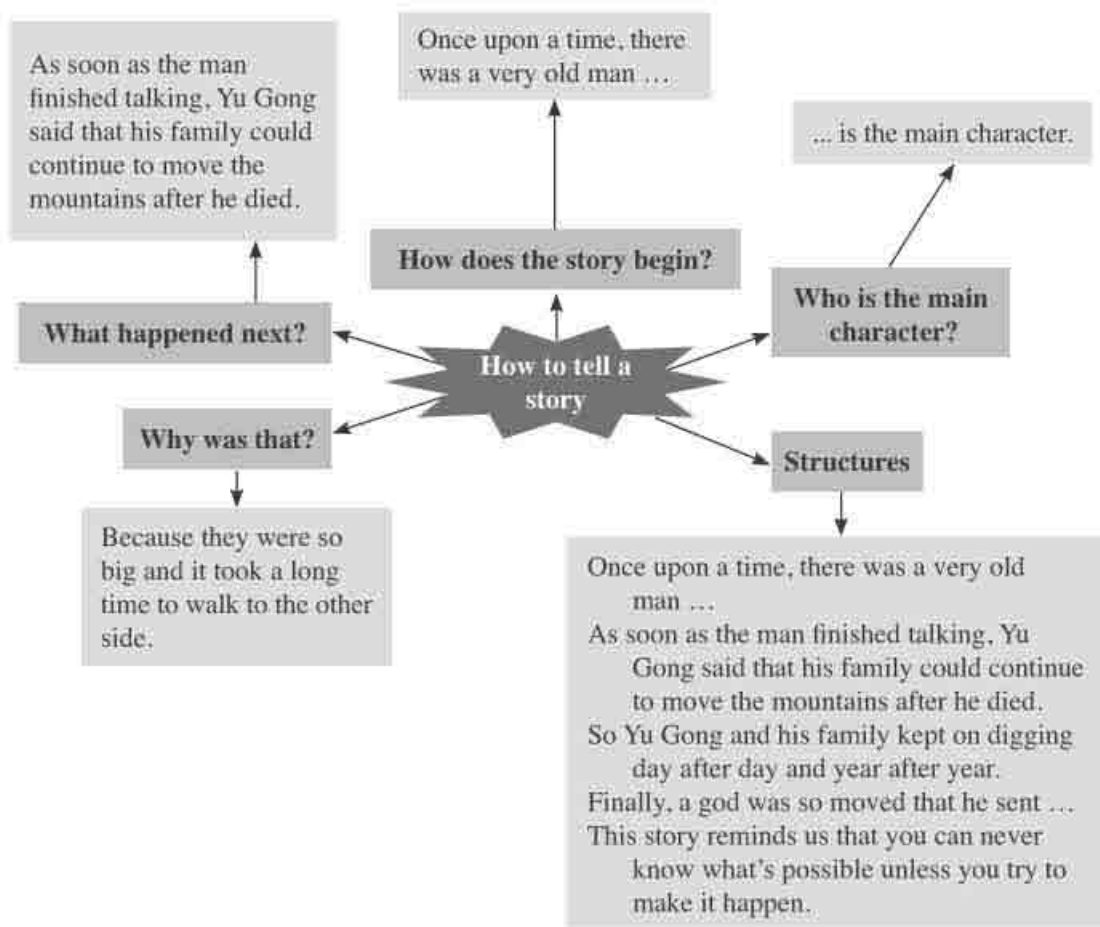 Once upon a time, there
was a very old man …
As soon as the man
finished talking, Yu Gong
said that his family could
continue to move the
mountains after he died.
... is the main character.
How does the story begin?
What happened next?
Who is the main
character?
How to tell a
story
Why was that?
Structures
Because they were so
big and it took a long
time to walk to the other
side.
Once upon a time, there was a very old
man …
As soon as the man finished talking, Yu
Gong said that his family could continue
to move the mountains after he died.
So Yu Gong and his family kept on digging
day after day and year after year.
Finally, a god was so moved that he sent …
This story reminds us that you can never
know what's possible unless you try to
make it happen.